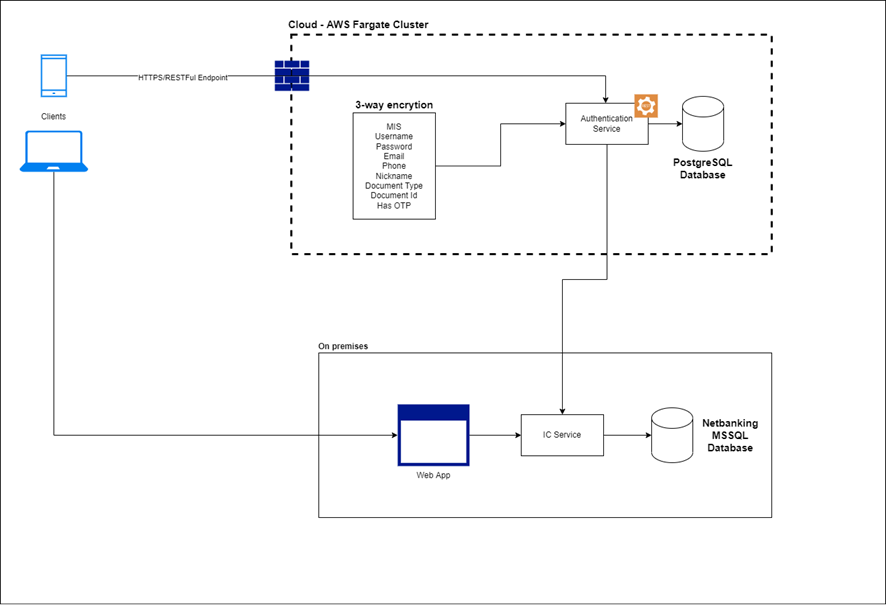 Cloud - AWS Fargate Cluster
HTTPS/RESTFul Endpoint
Clients
3-way encrytion
MIS
Username
Password
Email
Phone
Nickname
Document Type
Document Id
Has OTP
Authentication
Service
PostgreSQL
Database
On premises
Web App
IC Service
Netbanking
MSSQL
Database